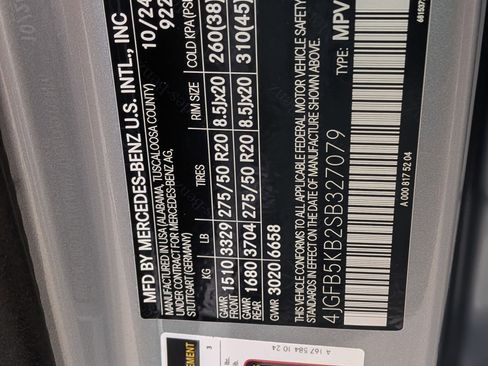 MFD BY MERCEDES-BENZ U.S. INTL., INC 10/24
IN USA (ALABAMA, TUSCALOOSA COUNTY) 922
UNDER CONTRACT FOR MERCEDES-BENZ AG,
STUTTGART (GERMANY)
KG LB TIRES RIM SIZE COLD KPA(PSI
GAWR FRONT 1510 3329 275/50 R20 8.5Jx20 260(38)
GAWR REAR 1680 3704 275/50 R20 8.5Jx20 310(45)
GWMR 3020 6658
THIS VEHICLE CONFORMS TO ALL APPLICABLE FEDERAL MOTOR VEHICLE SAFETY
STANDARDS IN EFFECT ON THE DATE OF MANUFACTURE SHOWN ABOVE.
4JGFB5KB2SB327079 TYPE: MPV
A 000 817 52 04
A 167 584 10 24
3